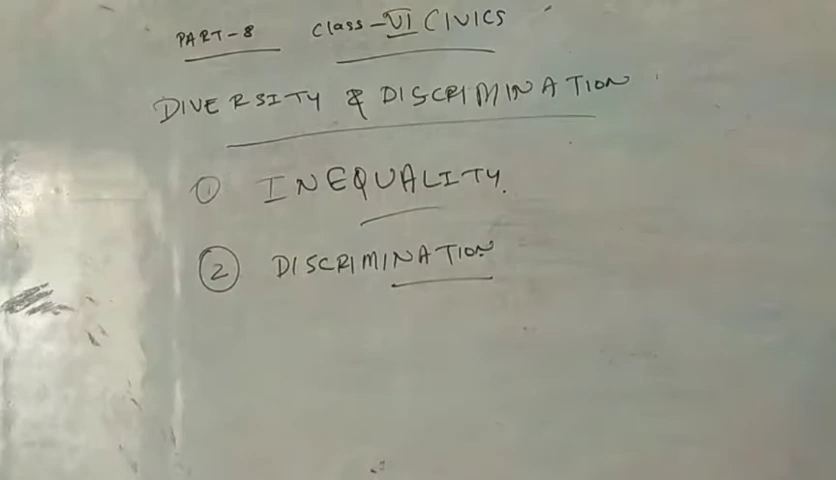 PART-8 Class-VI CIVICS
DIVERSITY & DISCRIMINATION
① INEQUALITY.
② DISCRIMINATION